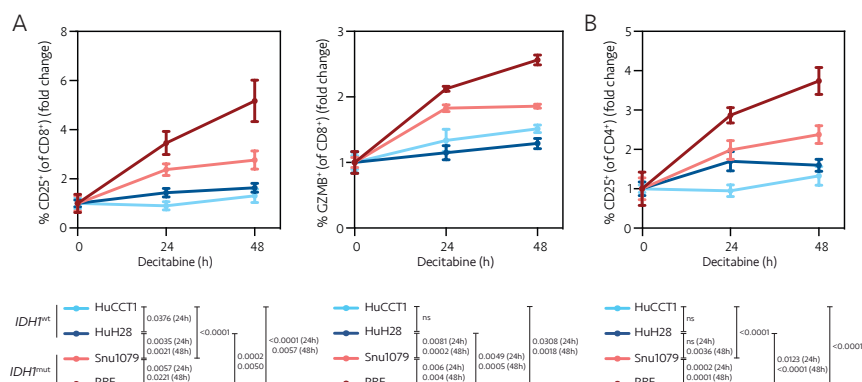 A
B
% CD25⁺ (of CD8⁺) (fold change)
8
6
4
2
0
0
24
48
Decitabine (h)
% GZMB⁺ (of CD8⁺) (fold change)
3
2
1
0
0
24
48
Decitabine (h)
% CD25⁺ (of CD4⁺) (fold change)
5
4
3
2
1
0
0
24
48
Decitabine (h)
IDH1ʷᵗ
IDH1ᵐᵘᵗ
HuCCT1
HuH28
Snu1079
0.0376 (24h)
0.0035 (24h)
0.0021 (48h)
0.0057 (24h)
0.0221 (48h)
<0.0001
0.0002
0.0050
<0.0001 (24h)
0.0057 (48h)
HuCCT1
HuH28
Snu1079
ns
0.0081 (24h)
0.0002 (48h)
0.006 (24h)
0.004 (48h)
0.0049 (24h)
0.0005 (48h)
0.0308 (24h)
0.0018 (48h)
HuCCT1
HuH28
Snu1079
ns
ns (24h)
0.0036 (48h)
0.0002 (24h)
0.0001 (48h)
<0.0001
0.0123 (24h)
<0.0001 (48h)
<0.0001